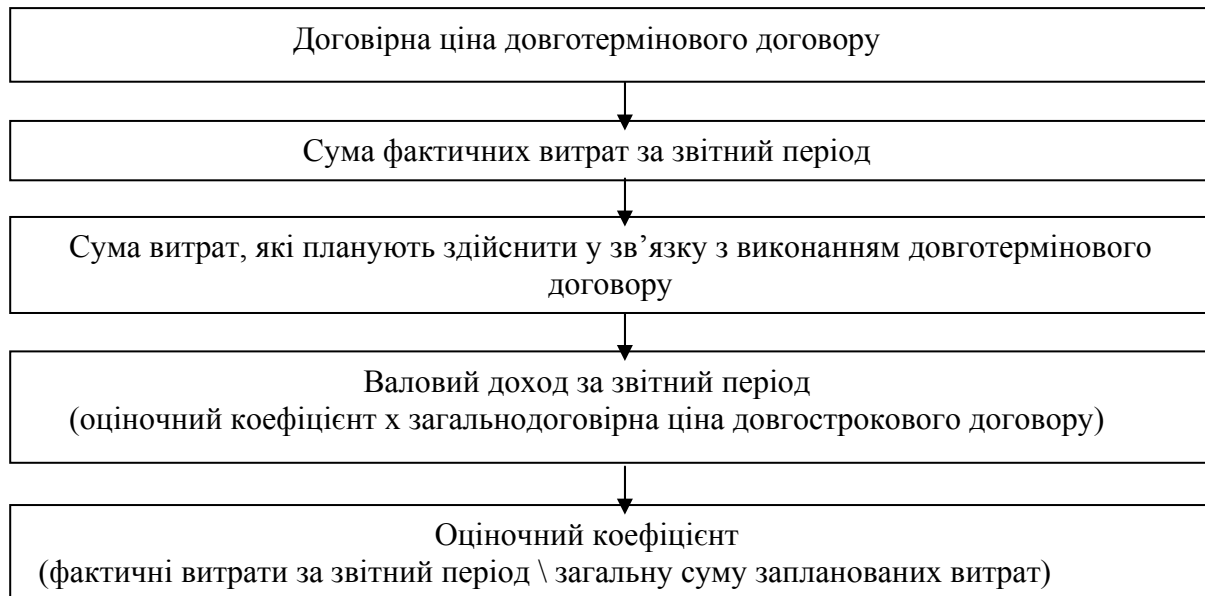 Договірна ціна довготермінового договору
Сума фактичних витрат за звітний період
Сума витрат, які планують здійснити у зв’язку з виконанням довготермінового
договору
Валовий доход за звітний період
(оціночний коефіцієнт х загальнодоговірна ціна довгострокового договору)
Оціночний коефіцієнт
(фактичні витрати за звітний період \ загальну суму запланованих витрат)